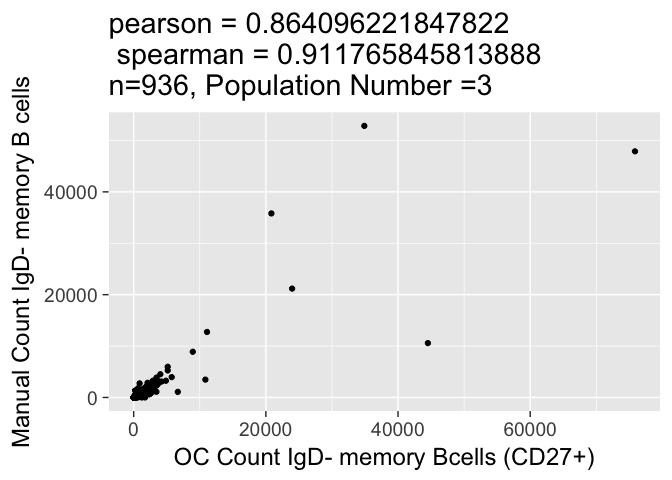 pearson = 0.864096221847822
spearman = 0.911765845813888
n=936, Population Number =3
Manual Count IgD- memory B cells
40000
20000
0
0
20000
40000
60000
OC Count IgD- memory Bcells (CD27+)